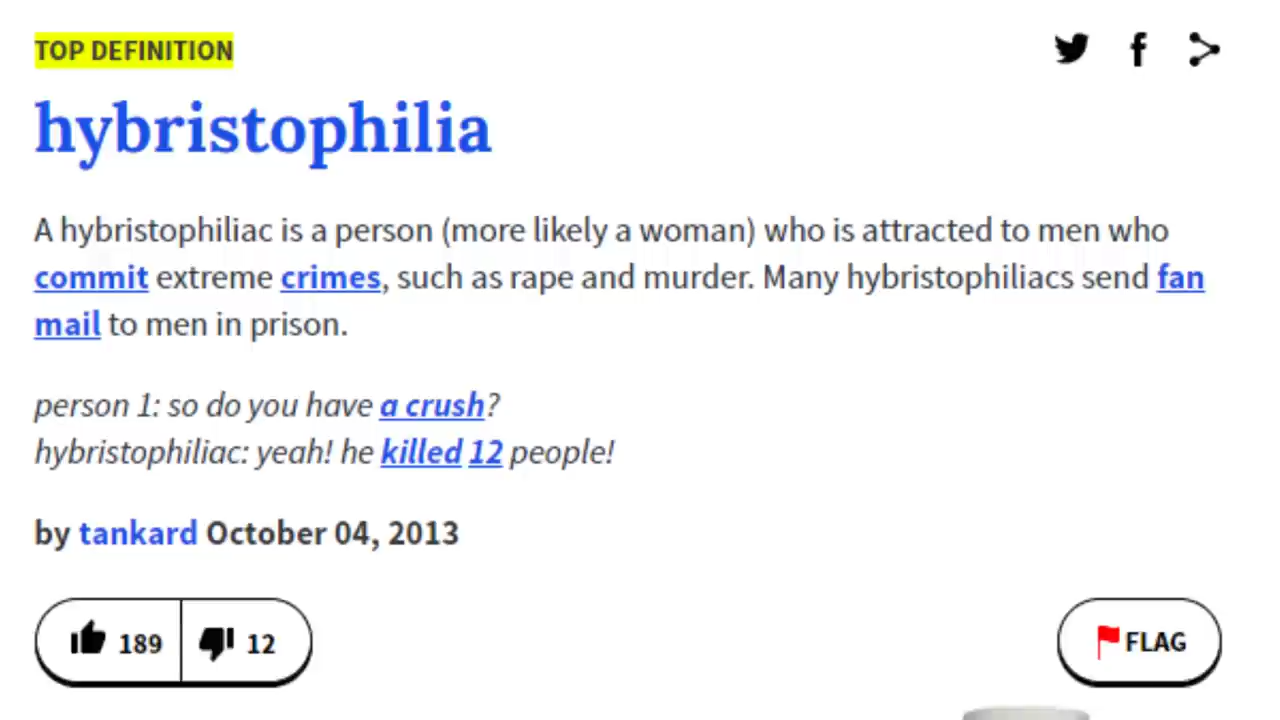 TOP DEFINITION
hybristophilia
A hybristophiliac is a person (more likely a woman) who is attracted to men who
commit extreme crimes, such as rape and murder. Many hybristophiliacs send fan
mail to men in prison.
person 1: so do you have a crush?
hybristophiliac: yeah! he killed 12 people!
by tankard October 04, 2013
189 12 FLAG